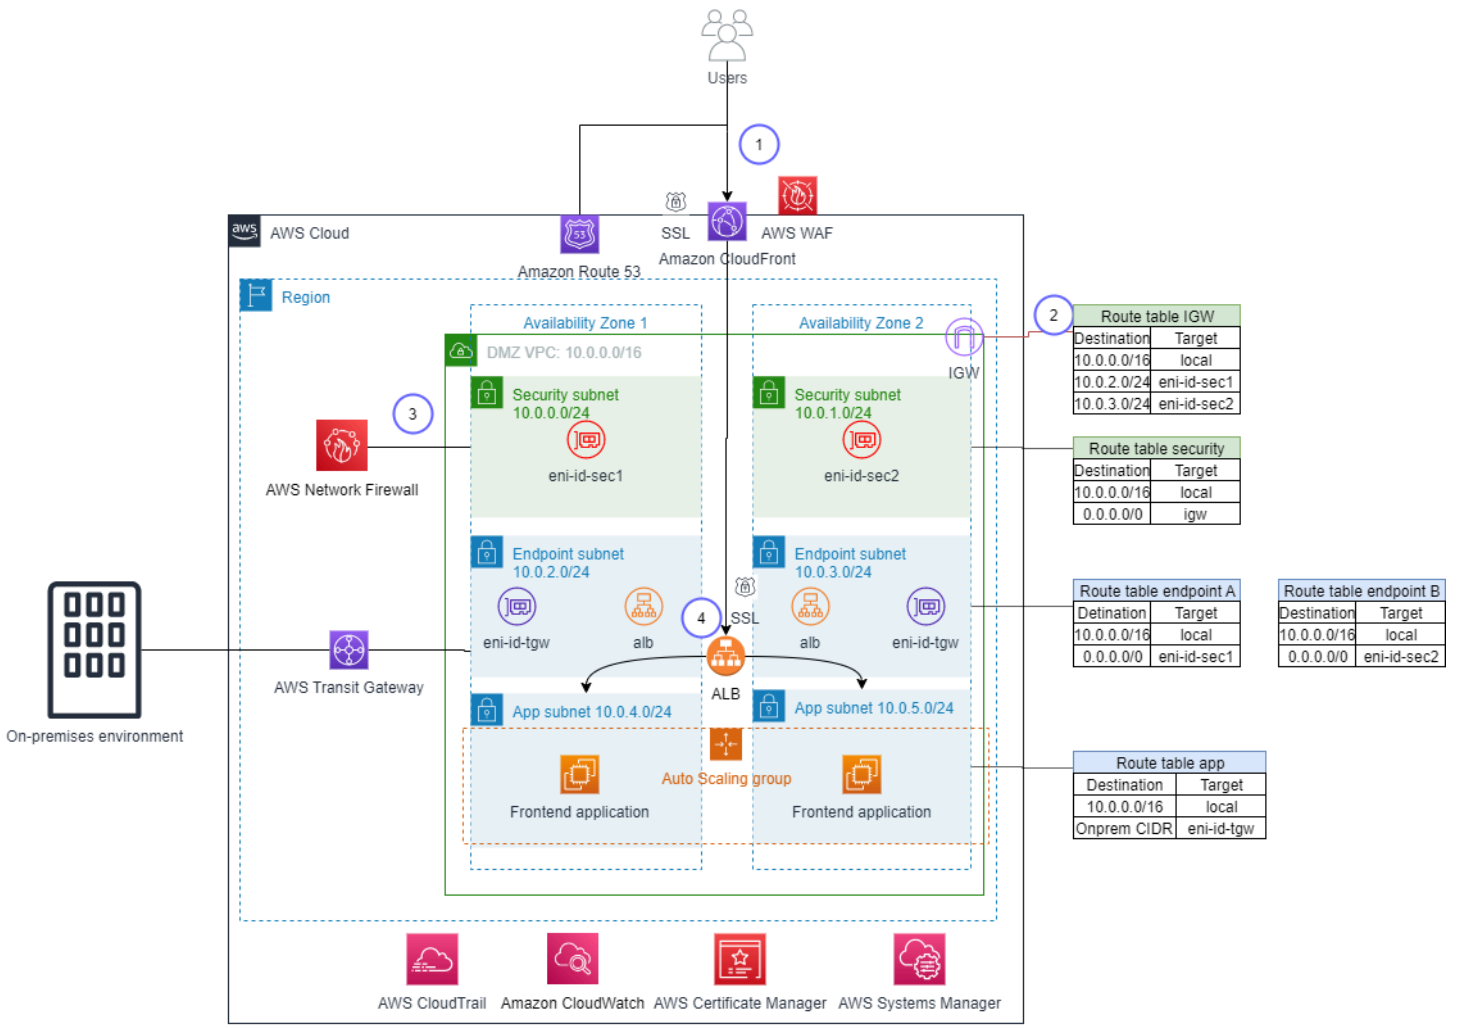 Users
1
aws
AWS Cloud
53
Amazon Route 53
SSL
Amazon CloudFront
AWS WAF
Region
Availability Zone 1
Availability Zone 2
DMZ VPC: 10.0.0.0/16
IGW
2
Route table IGW
Destination Target
10.0.0.0/16 local
10.0.2.0/24 eni-id-sec1
10.0.3.0/24 eni-id-sec2
Security subnet
10.0.0.0/24
eni-id-sec1
Security subnet
10.0.1.0/24
eni-id-sec2
3
AWS Network Firewall
Route table security
Destination Target
10.0.0.0/16 local
0.0.0.0/0 igw
Endpoint subnet
10.0.2.0/24
eni-id-tgw
alb
Endpoint subnet
10.0.3.0/24
alb
eni-id-tgw
4
SSL
ALB
Route table endpoint A
Detination Target
10.0.0.0/16 local
0.0.0.0/0 eni-id-sec1
Route table endpoint B
Destination Target
10.0.0.0/16 local
0.0.0.0/0 eni-id-sec2
On-premises environment
AWS Transit Gateway
App subnet 10.0.4.0/24
App subnet 10.0.5.0/24
Auto Scaling group
Frontend application
Frontend application
Route table app
Destination Target
10.0.0.0/16 local
Onprem CIDR eni-id-tgw
AWS CloudTrail
Amazon CloudWatch
AWS Certificate Manager
AWS Systems Manager